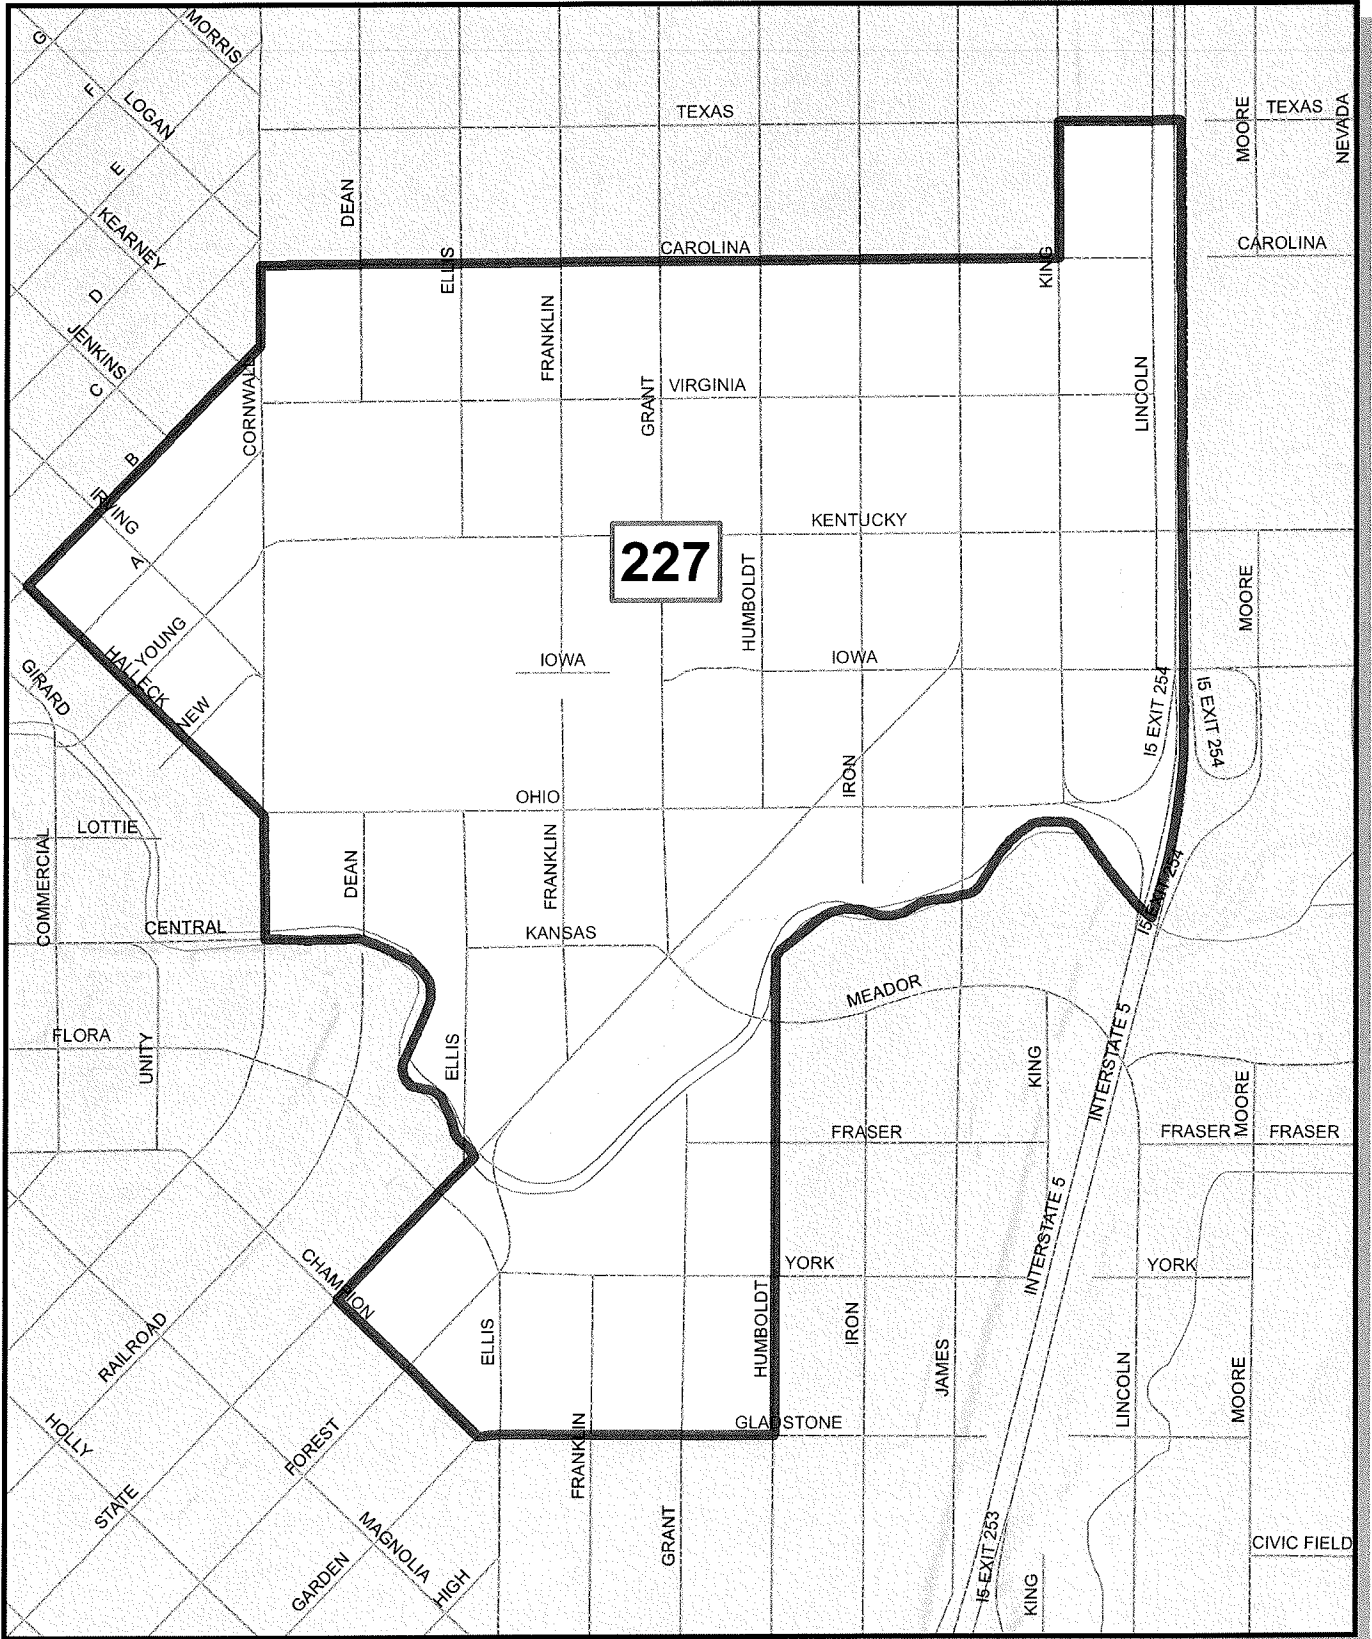 G
MORRIS
F
LOGAN
TEXAS
MOORE
TEXAS
NEVADA
E
DEAN
KEARNEY
ELLIS
CAROLINA
KING
CAROLINA
D
JENKINS
FRANKLIN
C
CORNWALL
GRANT
VIRGINIA
LINCOLN
B
IRVING
KENTUCKY
A
227
HUMBOLDT
MOORE
YOUNG
HALLECK
GIRARD
IOWA
IOWA
NEW
I5 EXIT 254
I5 EXIT 254
IRON
OHIO
LOTTIE
COMMERCIAL
DEAN
FRANKLIN
I5 EXIT 254
CENTRAL
KANSAS
MEADOR
FLORA
UNITY
ELLIS
KING
INTERSTATE 5
MOORE
FRASER
FRASER
FRASER
INTERSTATE 5
CHAMPION
YORK
YORK
RAILROAD
ELLIS
HUMBOLDT
IRON
JAMES
LINCOLN
MOORE
HOLLY
FOREST
FRANKLIN
GLADSTONE
STATE
MAGNOLIA
GRANT
I5 EXIT 253
CIVIC FIELD
GARDEN
HIGH
KING